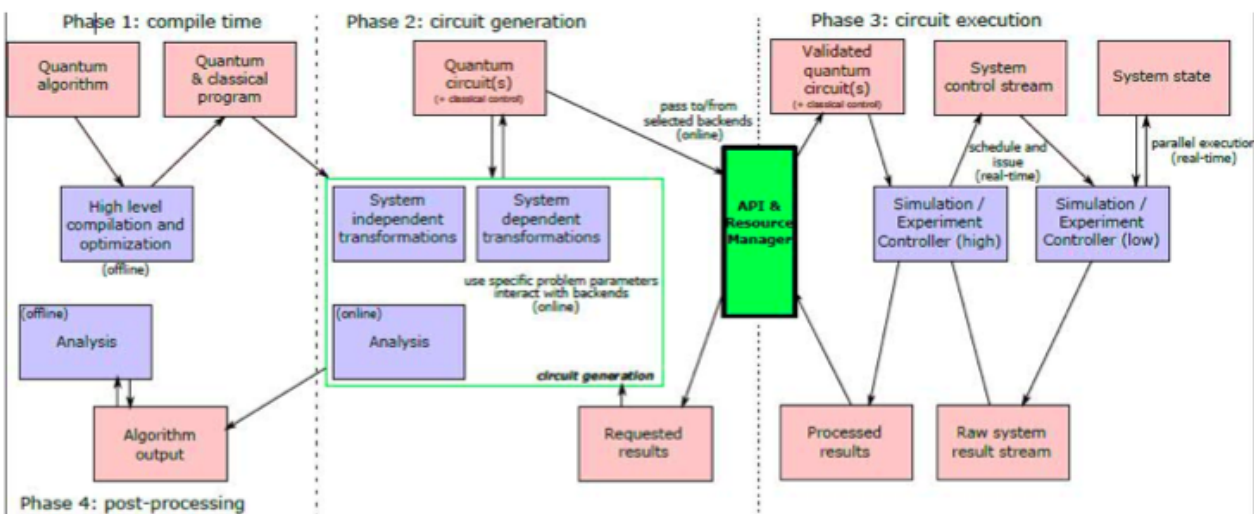 Phase 1: compile time
Phase 2: circuit generation
Phase 3: circuit execution
Quantum
algorithm
Quantum
& classical
program
Quantum
circuit(s)
(+ classical control)
Validated
quantum
circuit(s)
(+ classical control)
System
control stream
System state
pass to/from
selected backends
(online)
schedule and
issue
(real-time)
parallel execution
(real-time)
High level
compilation and
optimization
(offline)
System
independent
transformations
System
dependent
transformations
API &
Resource
Manager
Simulation /
Experiment
Controller (high)
Simulation /
Experiment
Controller (low)
use specific problem parameters
interact with backends
(online)
(offline)
Analysis
(online)
Analysis
circuit generation
Algorithm
output
Requested
results
Processed
results
Raw system
result stream
Phase 4: post-processing